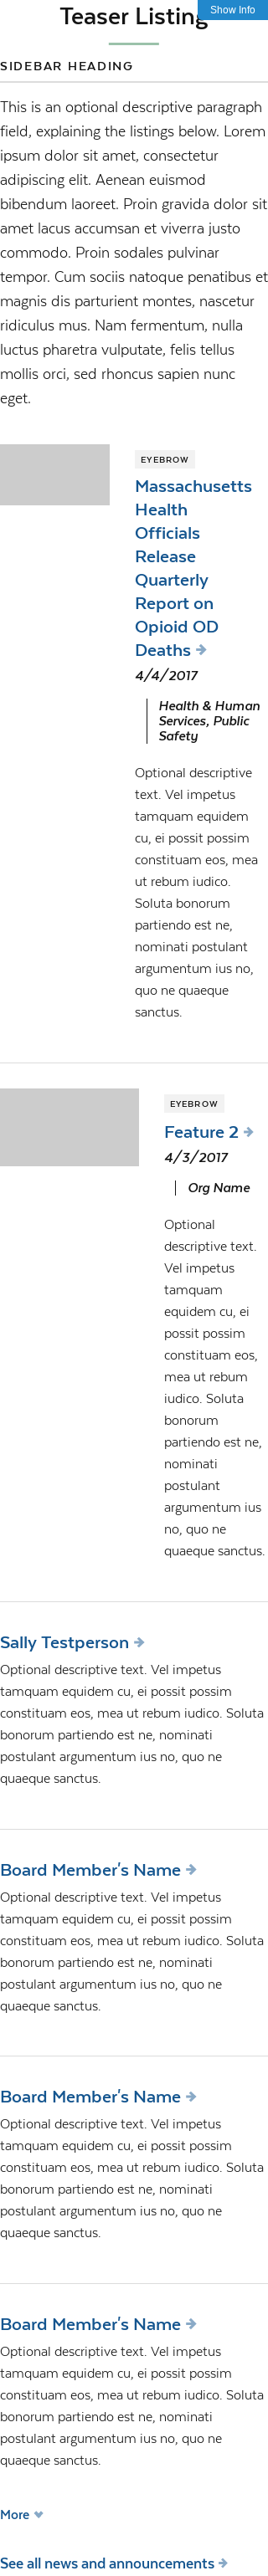 Teaser Listing
Show Info
SIDEBAR HEADING
This is an optional descriptive paragraph
field, explaining the listings below. Lorem
ipsum dolor sit amet, consectetur
adipiscing elit. Aenean euismod
bibendum laoreet. Proin gravida dolor sit
amet lacus accumsan et viverra justo
commodo. Proin sodales pulvinar
tempor. Cum sociis natoque penatibus et
magnis dis parturient montes, nascetur
ridiculus mus. Nam fermentum, nulla
luctus pharetra vulputate, felis tellus
mollis orci, sed rhoncus sapien nunc
eget.
EYEBROW
Massachusetts
Health
Officials
Release
Quarterly
Report on
Opioid OD
Deaths
4/4/2017
Health & Human
Services, Public
Safety
Optional descriptive
text. Vel impetus
tamquam equidem
cu, ei possit possim
constituam eos, mea
ut rebum iudico.
Soluta bonorum
partiendo est ne,
nominati postulant
argumentum ius no,
quo ne quaeque
sanctus.
EYEBROW
Feature 2
4/3/2017
Org Name
Optional
descriptive text.
Vel impetus
tamquam
equidem cu, ei
possit possim
constituam eos,
mea ut rebum
iudico. Soluta
bonorum
partiendo est ne,
nominati
postulant
argumentum ius
no, quo ne
quaeque sanctus.
Sally Testperson
Optional descriptive text. Vel impetus
tamquam equidem cu, ei possit possim
constituam eos, mea ut rebum iudico. Soluta
bonorum partiendo est ne, nominati
postulant argumentum ius no, quo ne
quaeque sanctus.
Board Member's Name
Optional descriptive text. Vel impetus
tamquam equidem cu, ei possit possim
constituam eos, mea ut rebum iudico. Soluta
bonorum partiendo est ne, nominati
postulant argumentum ius no, quo ne
quaeque sanctus.
Board Member's Name
Optional descriptive text. Vel impetus
tamquam equidem cu, ei possit possim
constituam eos, mea ut rebum iudico. Soluta
bonorum partiendo est ne, nominati
postulant argumentum ius no, quo ne
quaeque sanctus.
Board Member's Name
Optional descriptive text. Vel impetus
tamquam equidem cu, ei possit possim
constituam eos, mea ut rebum iudico. Soluta
bonorum partiendo est ne, nominati
postulant argumentum ius no, quo ne
quaeque sanctus.
More
See all news and announcements